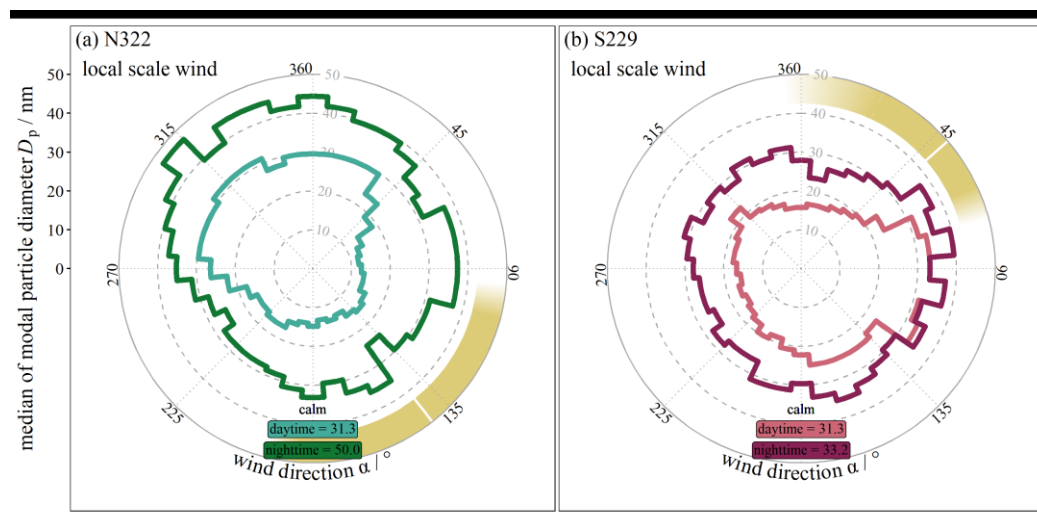 (a) N322
local scale wind
360
45
90
135
225
270
315
10
20
30
40
50
calm
daytime = 31.3
nighttime = 50.0
wind direction α / °
median of modal particle diameter Dp / nm
50
40
30
20
10
0
(b) S229
local scale wind
360
45
90
135
225
270
315
10
20
30
40
50
calm
daytime = 31.3
nighttime = 33.2
wind direction α / °